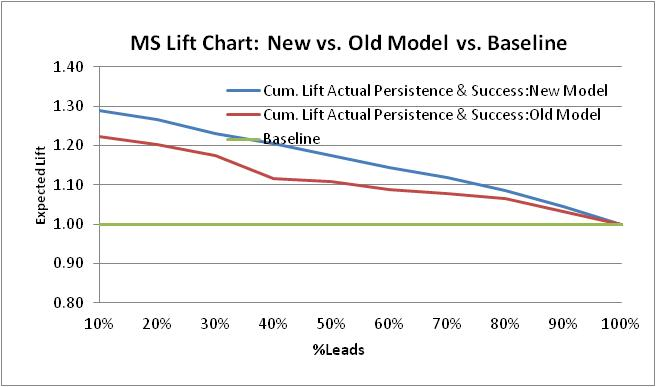 MS Lift Chart: New vs. Old Model vs. Baseline
1.40
1.30
1.20
1.10
1.00
0.90
0.80
Expected Lift
Cum. Lift Actual Persistence & Success:New Model
Cum. Lift Actual Persistence & Success:Old Model
Baseline
10% 20% 30% 40% 50% 60% 70% 80% 90% 100%
%Leads